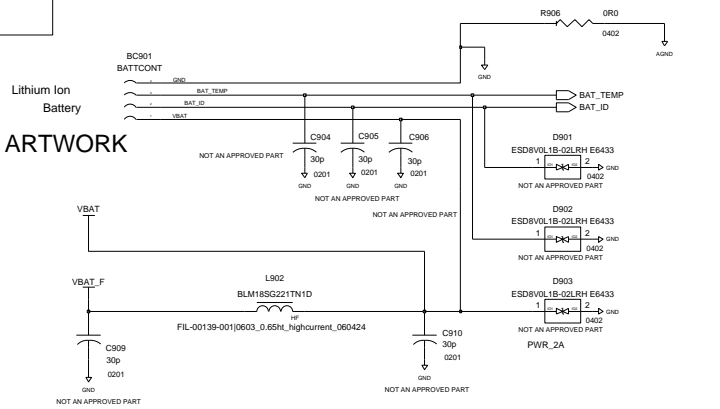 R906
0R0
0402
AGND
BC901
BATTCONT
GND
GND
Lithium Ion
Battery
ARTWORK
BAT_TEMP
BAT_ID
VBAT
BAT_TEMP
BAT_ID
C904
30p
0201
GND
C905
30p
0201
GND
C906
30p
0201
GND
NOT AN APPROVED PART
NOT AN APPROVED PART
NOT AN APPROVED PART
D901
ESD8V0L1B-02LRH E6433
1
2
GND
0402
NOT AN APPROVED PART
D902
ESD8V0L1B-02LRH E6433
1
2
GND
0402
NOT AN APPROVED PART
D903
ESD8V0L1B-02LRH E6433
1
2
GND
0402
NOT AN APPROVED PART
PWR_2A
VBAT
VBAT_F
L902
BLM18SG221TN1D
HF
FIL-00139-001|0603_0.65ht_highcurrent_060424
C909
30p
0201
GND
NOT AN APPROVED PART
C910
30p
0201
GND
NOT AN APPROVED PART